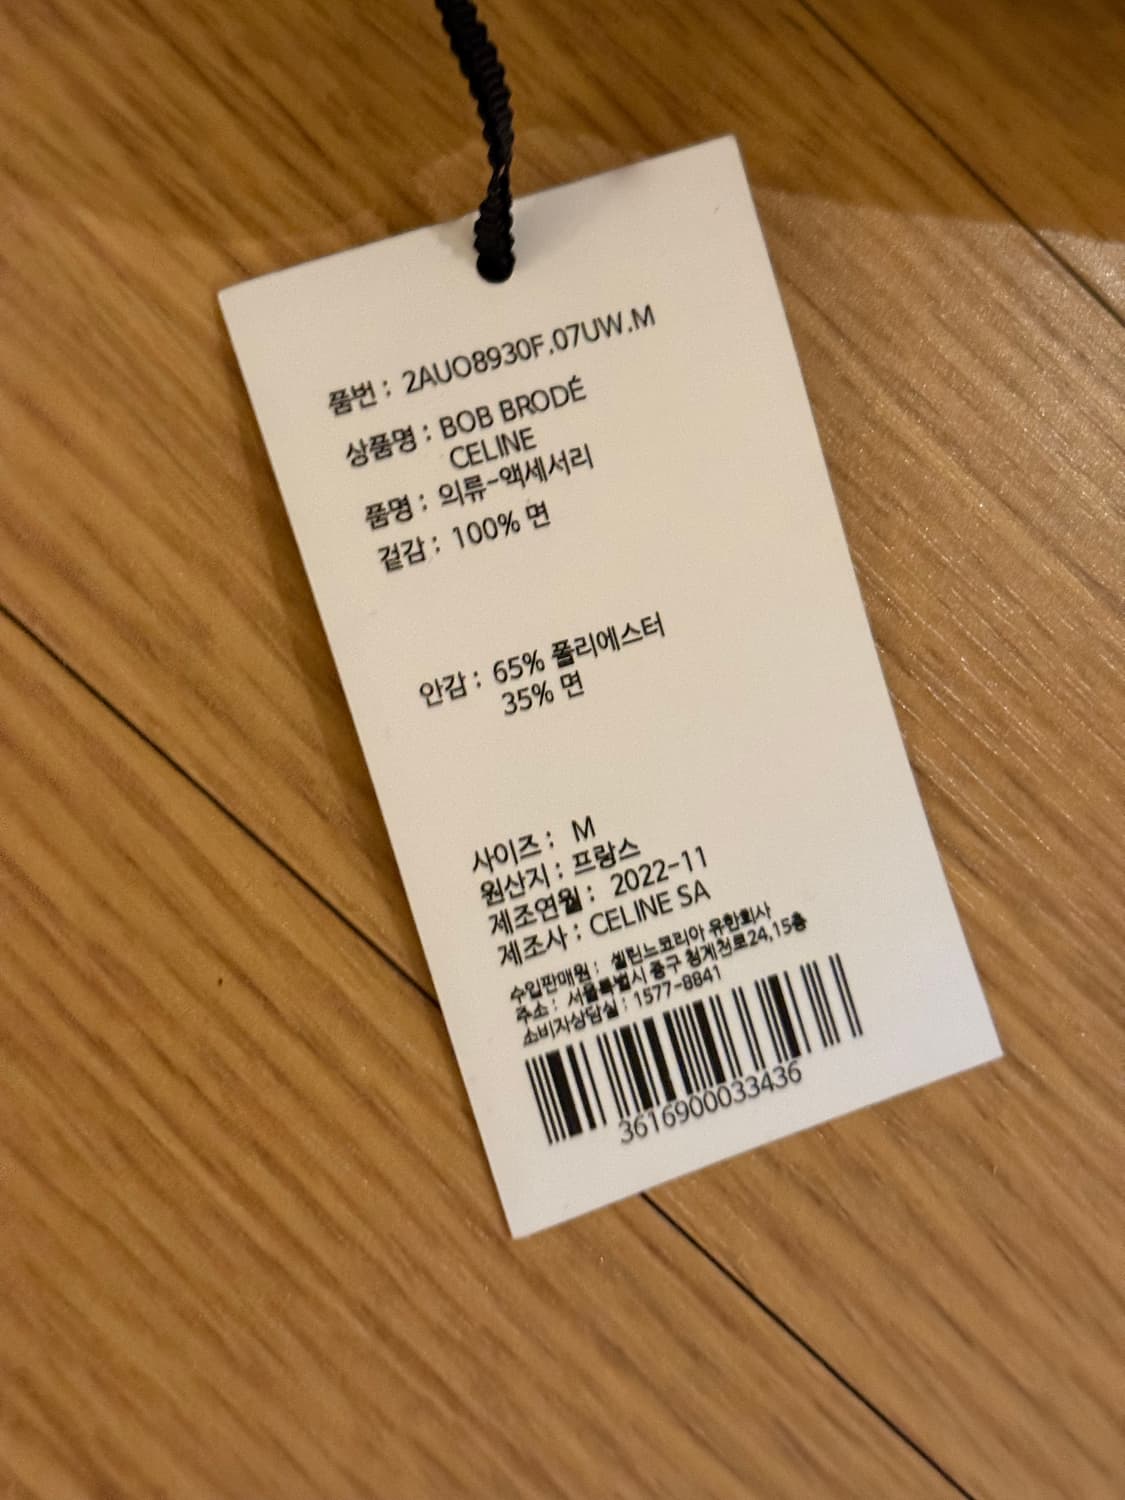 품번 : 2AUO8930F.07UW.M
상품명 : BOB BRODÉ
CELINE
품명 : 의류-액세서리
겉감 : 100% 면
안감 : 65% 폴리에스터
35% 면
사이즈 : M
원산지 : 프랑스
제조연월 : 2022-11
제조사 : CELINE SA
수입판매원 : 셀린느코리아 유한회사
주소 : 서울특별시 중구 청계천로24,15층
소비자상담실 : 1577-8841
3616900033436